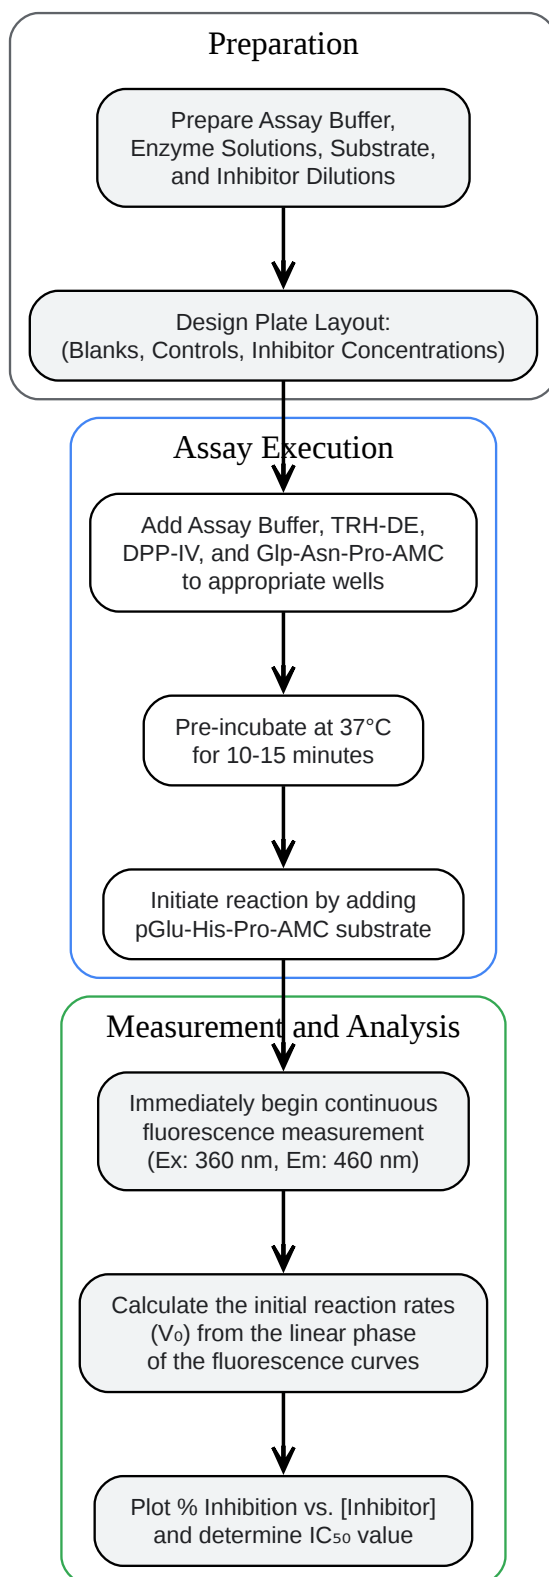 Preparation
Prepare Assay Buffer,
Enzyme Solutions, Substrate,
and Inhibitor Dilutions
Design Plate Layout:
(Blanks, Controls, Inhibitor Concentrations)
Assay Execution
Add Assay Buffer, TRH-DE,
DPP-IV, and Glp-Asn-Pro-AMC
to appropriate wells
Pre-incubate at 37°C
for 10-15 minutes
Initiate reaction by adding
pGlu-His-Pro-AMC substrate
Measurement and Analysis
Immediately begin continuous
fluorescence measurement
(Ex: 360 nm, Em: 460 nm)
Calculate the initial reaction rates
(V₀) from the linear phase
of the fluorescence curves
Plot % Inhibition vs. [Inhibitor]
and determine IC₅₀ value